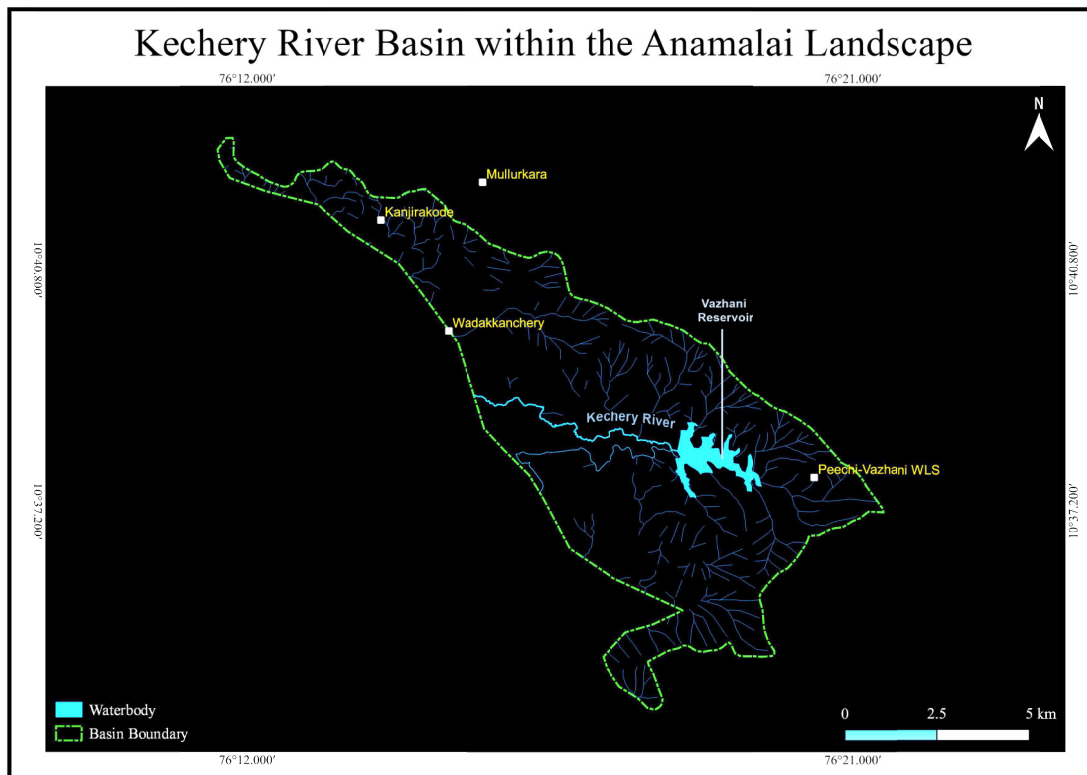 Kechery River Basin within the Anamalai Landscape
76°12.000'
76°21.000'
N
Mullurkara
Kanjirakode
10°40.800'
10°40.800'
Vazhani
Reservoir
Wadakkanchery
Kechery River
Peechi-Vazhani WLS
10°37.200'
10°37.200'
Waterbody
Basin Boundary
0 2.5 5 km
76°12.000'
76°21.000'